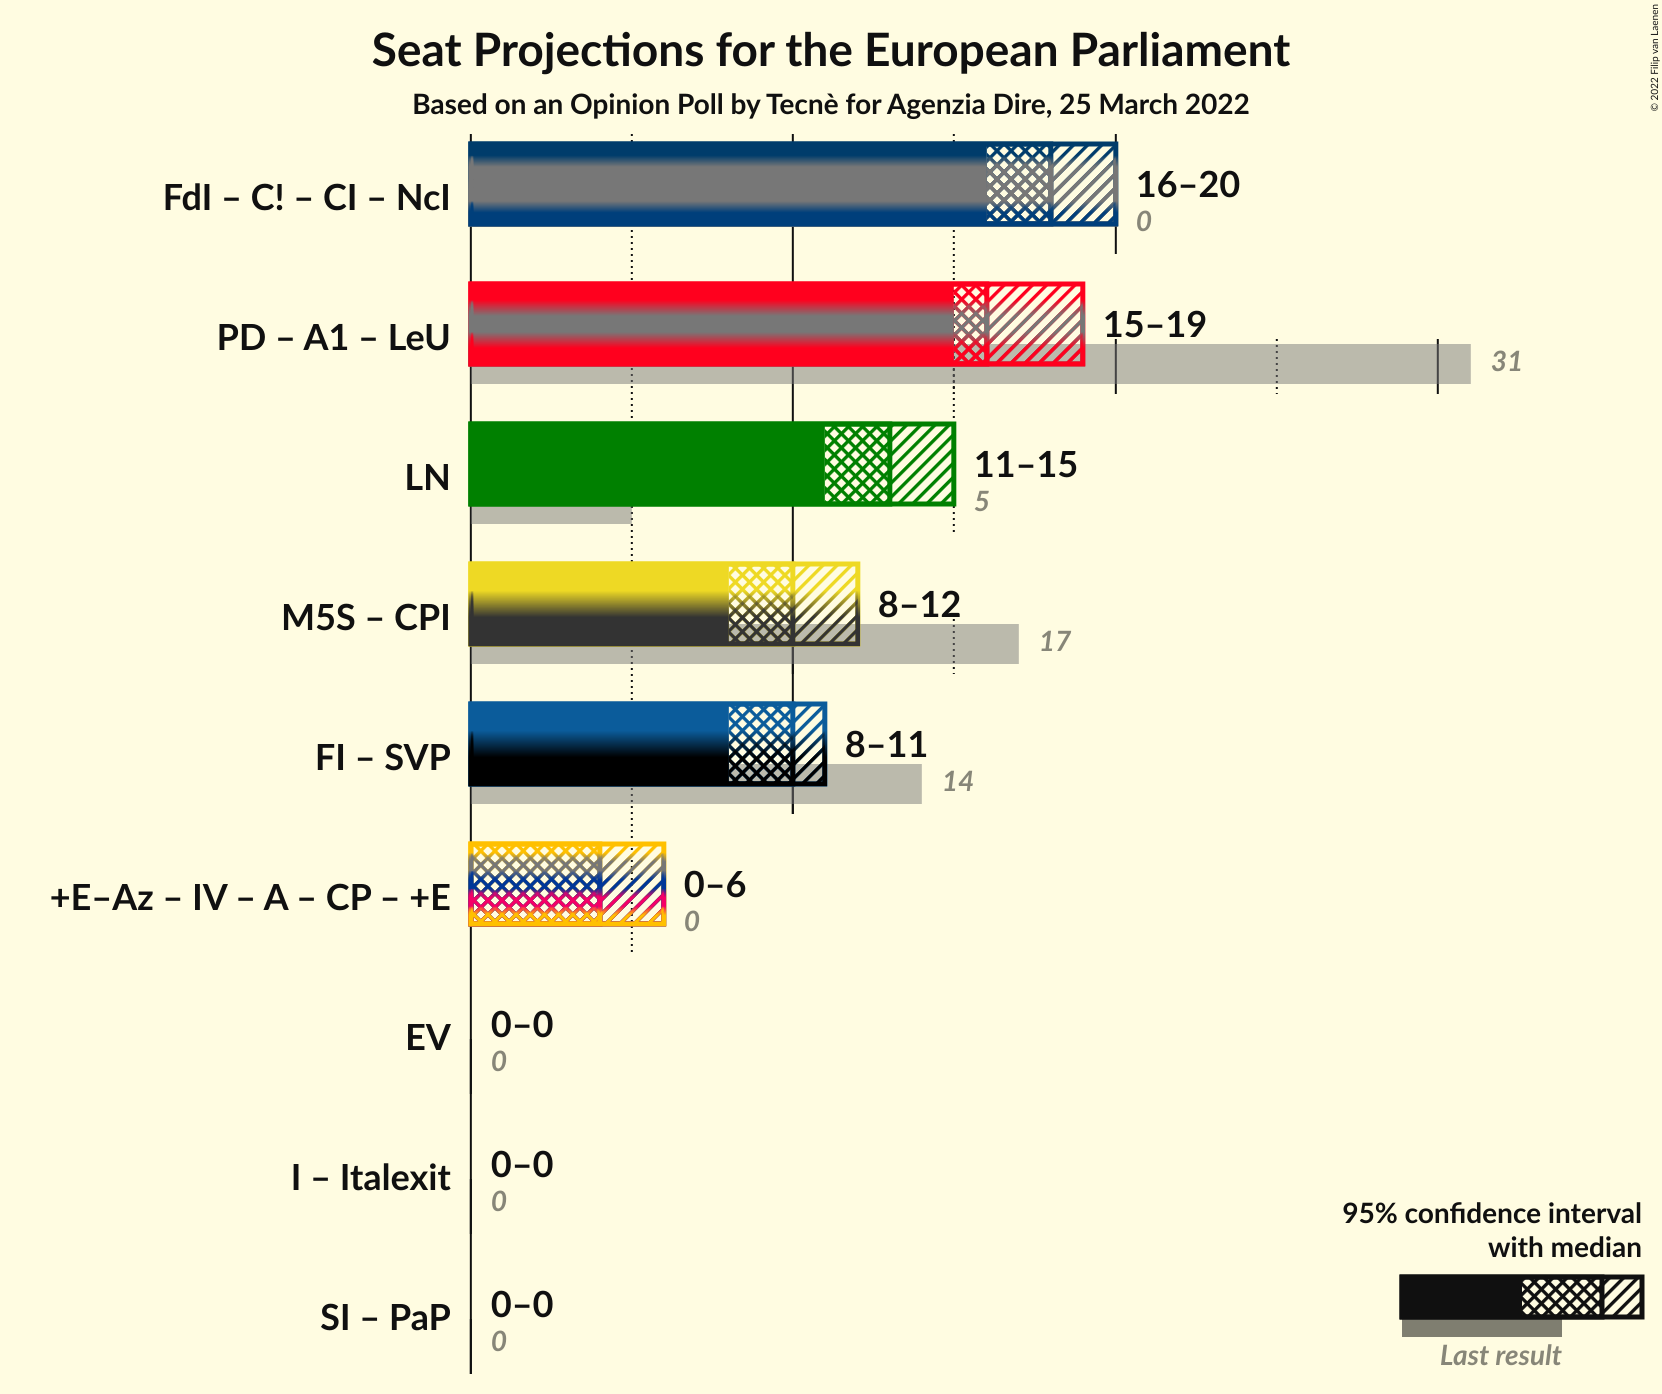 Seat Projections for the European Parliament
Based on an Opinion Poll by Tecnè for Agenzia Dire, 25 March 2022
© 2022 Filip van Laenen
FdI – C! – CI – NcI
16–20
0
PD – A1 – LeU
15–19
31
LN
11–15
5
M5S – CPI
8–12
17
FI – SVP
8–11
14
+E–Az – IV – A – CP – +E
0–6
0
EV
0–0
0
I – Italexit
0–0
0
SI – PaP
0–0
0
95% confidence interval
with median
Last result